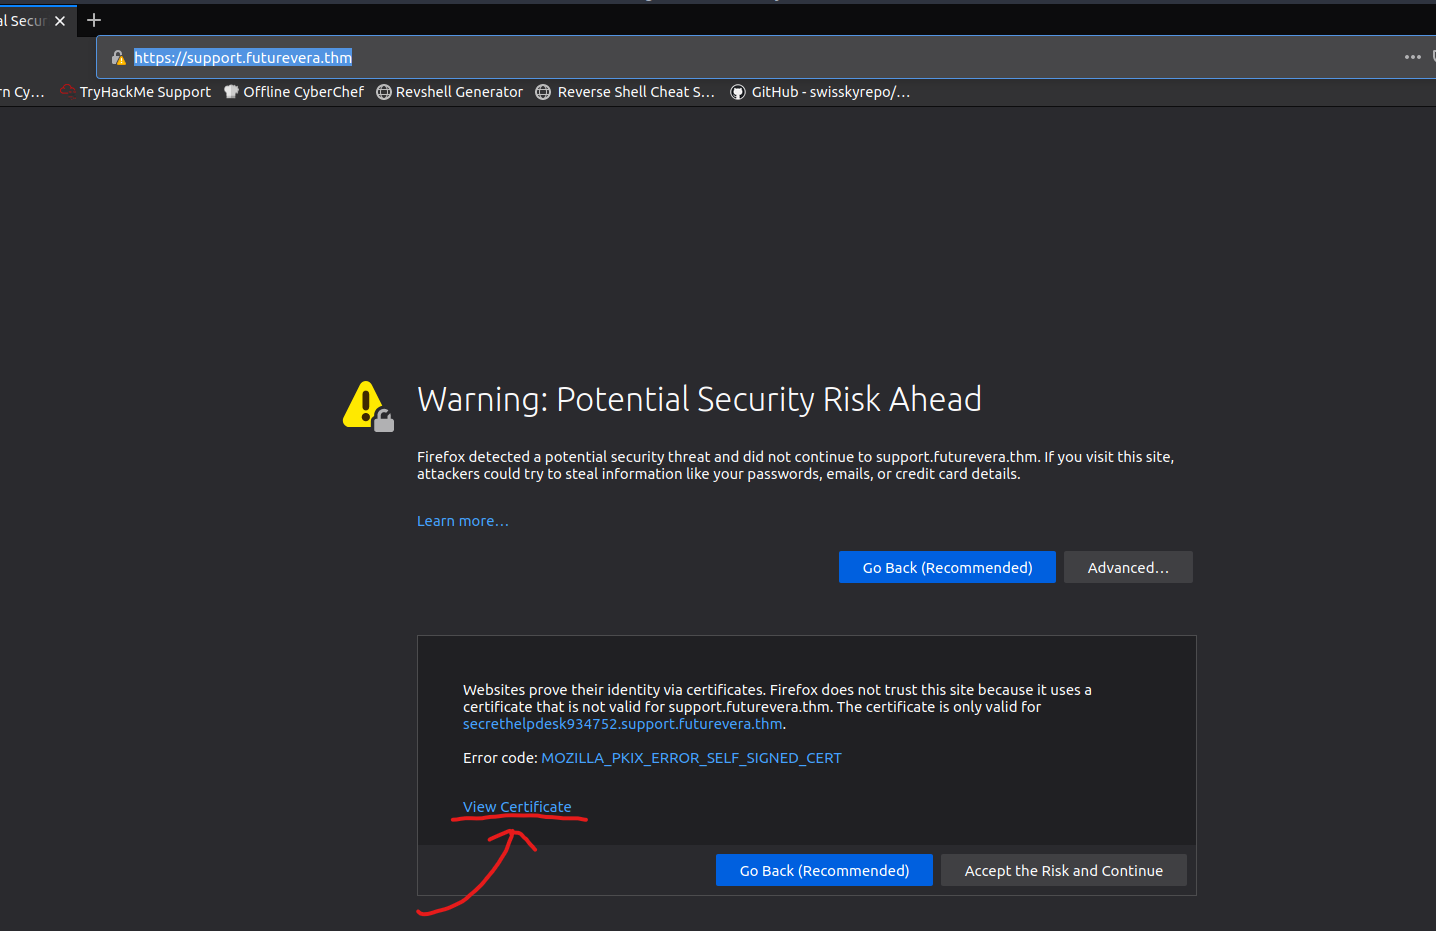 al Secur
https://support.futurevera.thm
rn Cy… TryHackMe Support Offline CyberChef Revshell Generator Reverse Shell Cheat S… GitHub - swisskyrepo/…
Warning: Potential Security Risk Ahead
Firefox detected a potential security threat and did not continue to support.futurevera.thm. If you visit this site,
attackers could try to steal information like your passwords, emails, or credit card details.
Learn more…
Go Back (Recommended) Advanced…
Websites prove their identity via certificates. Firefox does not trust this site because it uses a
certificate that is not valid for support.futurevera.thm. The certificate is only valid for
secrethelpdesk934752.support.futurevera.thm.
Error code: MOZILLA_PKIX_ERROR_SELF_SIGNED_CERT
View Certificate
Go Back (Recommended) Accept the Risk and Continue